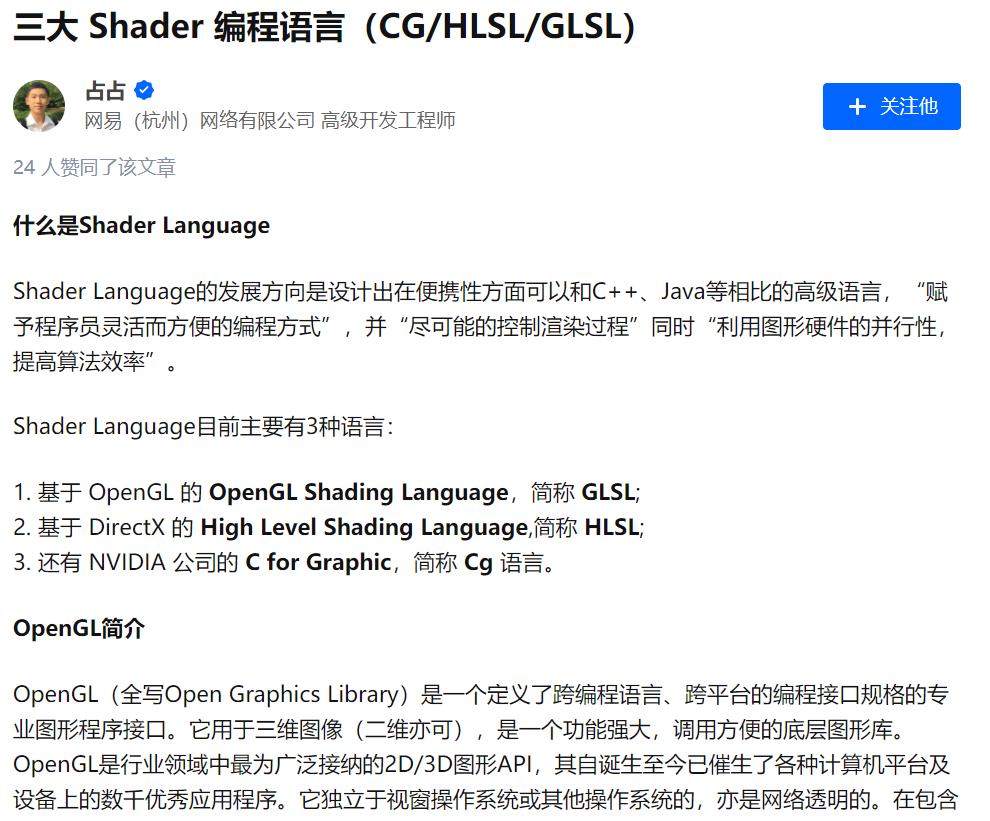 三大 Shader 编程语言（CG/HLSL/GLSL）
占占
网易（杭州）网络有限公司 高级开发工程师
+ 关注他
24 人赞同了该文章
什么是Shader Language
Shader Language的发展方向是设计出在便携性方面可以和C++、Java等相比的高级语言，“赋
予程序员灵活而方便的编程方式”，并“尽可能的控制渲染过程”同时“利用图形硬件的并行性，
提高算法效率”。
Shader Language目前主要有3种语言：
1. 基于 OpenGL 的 OpenGL Shading Language，简称 GLSL;
2. 基于 DirectX 的 High Level Shading Language,简称 HLSL;
3. 还有 NVIDIA 公司的 C for Graphic，简称 Cg 语言。
OpenGL简介
OpenGL（全写Open Graphics Library）是一个定义了跨编程语言、跨平台的编程接口规格的专
业图形程序接口。它用于三维图像（二维亦可），是一个功能强大，调用方便的底层图形库。
OpenGL是行业领域中最为广泛接纳的2D/3D图形API，其自诞生至今已催生了各种计算机平台及
设备上的数千优秀应用程序。它独立于视窗操作系统或其他操作系统的，亦是网络透明的。在包含